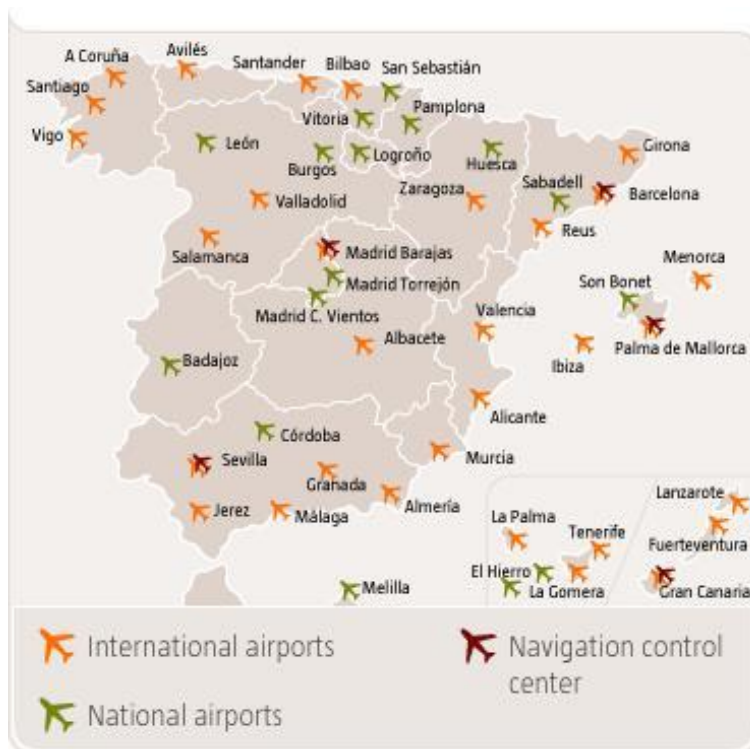 A Coruña
Avilés
Santander
Bilbao
San Sebastián
Santiago
Vitoria
Pamplona
Vigo
León
Burgos
Logroño
Huesca
Girona
Zaragoza
Sabadell
Barcelona
Valladolid
Reus
Salamanca
Madrid Barajas
Menorca
Madrid Torrejón
Son Bonet
Madrid C. Vientos
Valencia
Albacete
Ibiza
Palma de Mallorca
Badajoz
Alicante
Córdoba
Sevilla
Murcia
Granada
Jerez
Málaga
Almería
Lanzarote
La Palma
Tenerife
Fuerteventura
El Hierro
Melilla
La Gomera
Gran Canaria
International airports
Navigation control
center
National airports